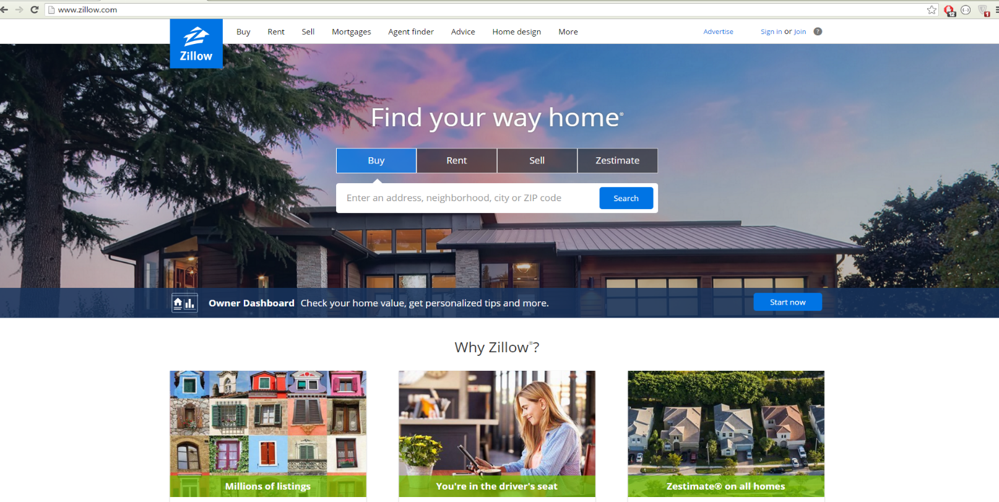 www.zillow.com
12
1
Zillow
Buy Rent Sell Mortgages Agent finder Advice Home design More Advertise Sign in or Join ?
Find your way home®
Buy Rent Sell Zestimate
Enter an address, neighborhood, city or ZIP code Search
Owner Dashboard Check your home value, get personalized tips and more. Start now
Why Zillow®?
Millions of listings You're in the driver's seat Zestimate® on all homes